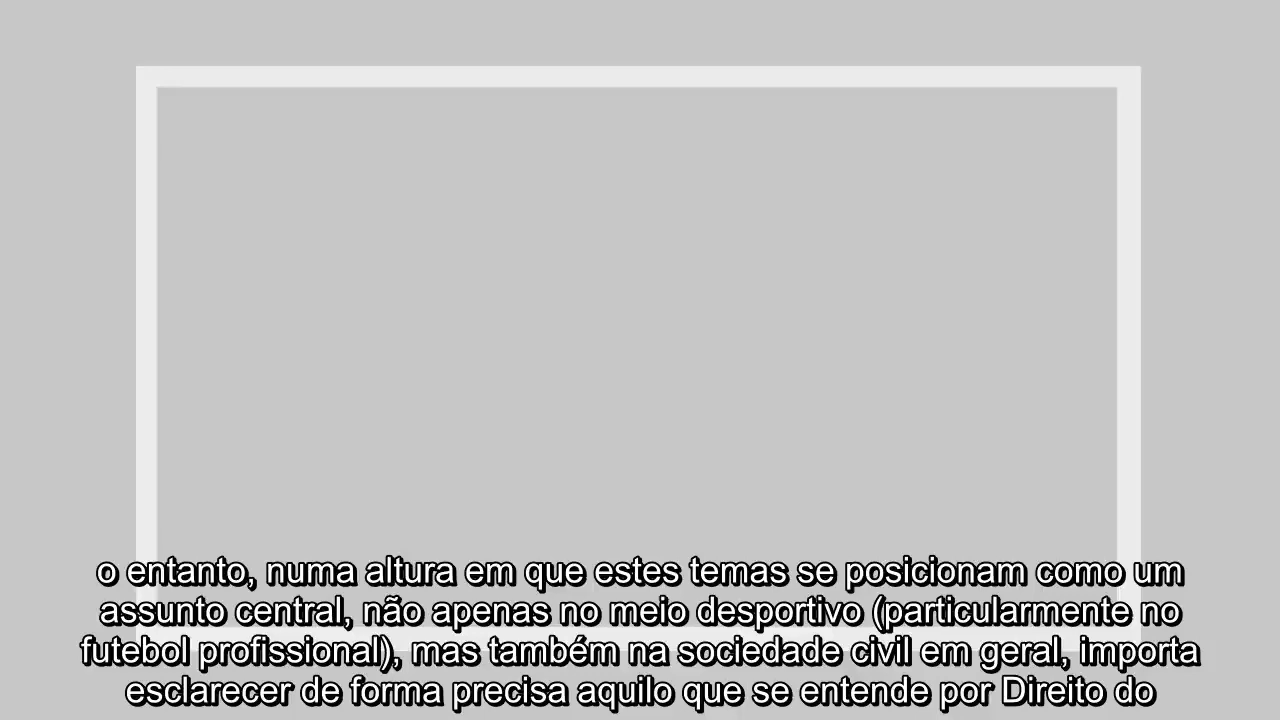 o entanto, numa altura em que estes temas se posicionam como um
assunto central, não apenas no meio desportivo (particularmente no
futebol profissional), mas também na sociedade civil em geral, importa
esclarecer de forma precisa aquilo que se entende por Direito do